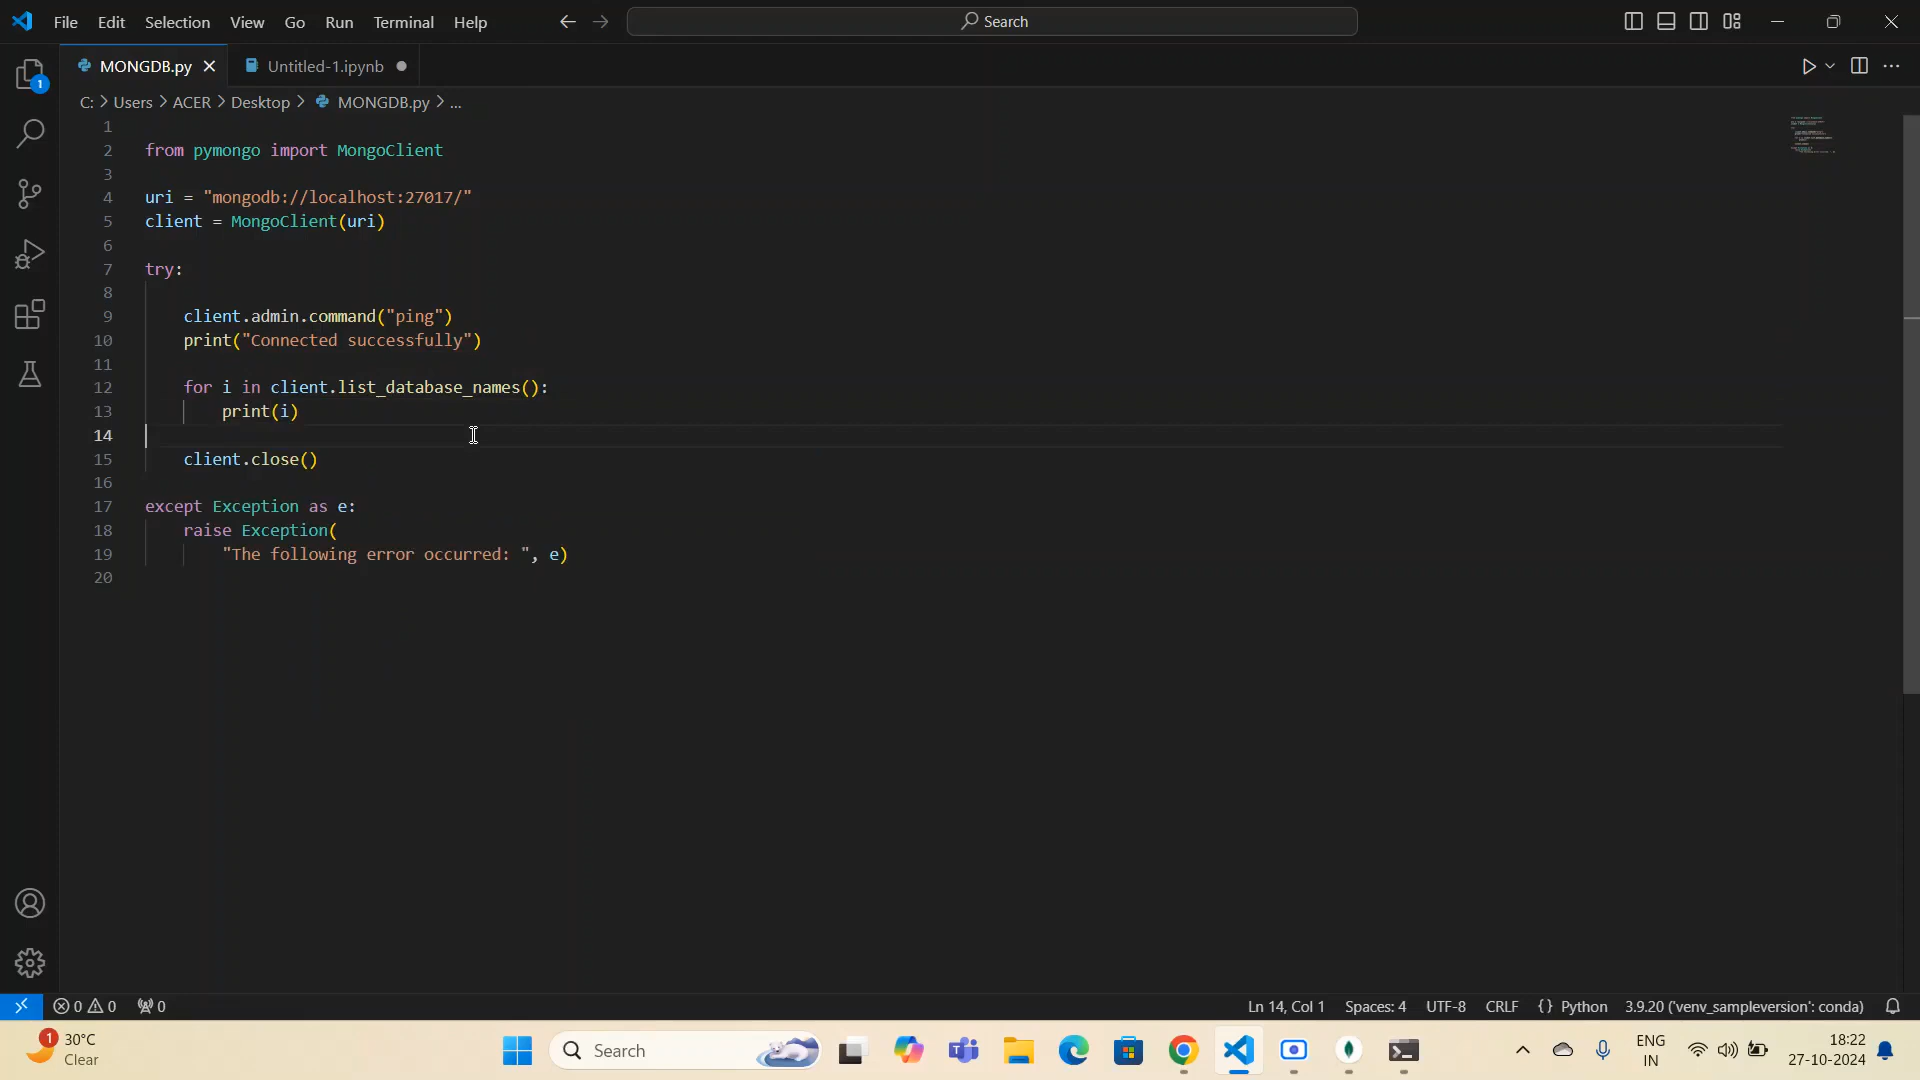 File Edit Selection View Go Run Terminal Help Search
MONGDB.py Untitled-1.ipynb
C: > Users > ACER > Desktop > MONGDB.py > ...
1
2 from pymongo import MongoClient
3
4 uri = "mongodb://localhost:27017/"
5 client = MongoClient(uri)
6
7 try:
8
9 client.admin.command("ping")
10 print("Connected successfully")
11
12 for i in client.list_database_names():
13 print(i)
14
15 client.close()
16
17 except Exception as e:
18 raise Exception(
19 "The following error occurred: ", e)
20
1
0 0 0 Ln 14, Col 1 Spaces: 4 UTF-8 CRLF {} Python 3.9.20 ('venv_sampleversion': conda)
1 30°C
Clear
Search
ENG
IN
18:22
27-10-2024